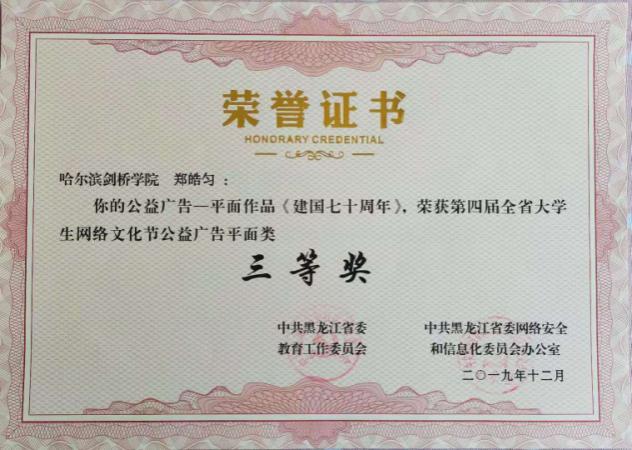 荣誉证书
HONORARY CREDENTIAL
哈尔滨剑桥学院 郑皓匀：
你的公益广告—平面作品《建国七十周年》，荣获第四届全省大学
生网络文化节公益广告平面类
三等奖
中共黑龙江省委 中共黑龙江省委网络安全
教育工作委员会 和信息化委员会办公室
二〇一九年十二月